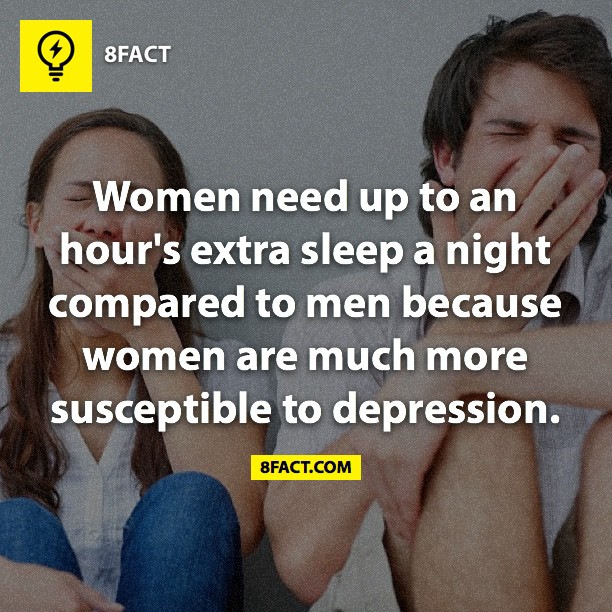 8FACT
Women need up to an
hour's extra sleep a night
compared to men because
women are much more
susceptible to depression.
8FACT.COM